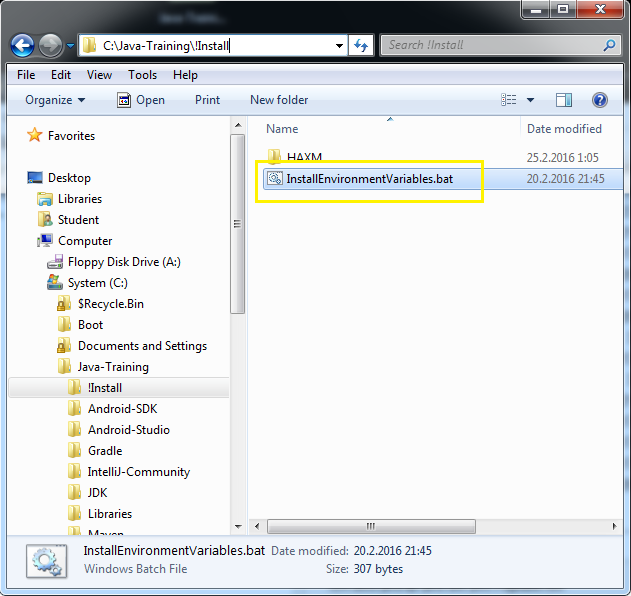 Java Trainin...
C:\Java-Training\!Install
Search !Install
File Edit View Tools Help
Organize Open Print New folder
Name Date modified
Favorites
Desktop
Libraries
Student
Computer
Floppy Disk Drive (A:)
System (C:)
$Recycle.Bin
Boot
Documents and Settings
Java-Training
!Install
Android-SDK
Android-Studio
Gradle
IntelliJ-Community
JDK
Libraries
Maven
HAXM 25.2.2016 1:05
InstallEnvironmentVariables.bat 20.2.2016 21:45
InstallEnvironmentVariables.bat Date modified: 20.2.2016 21:45
Windows Batch File Size: 307 bytes